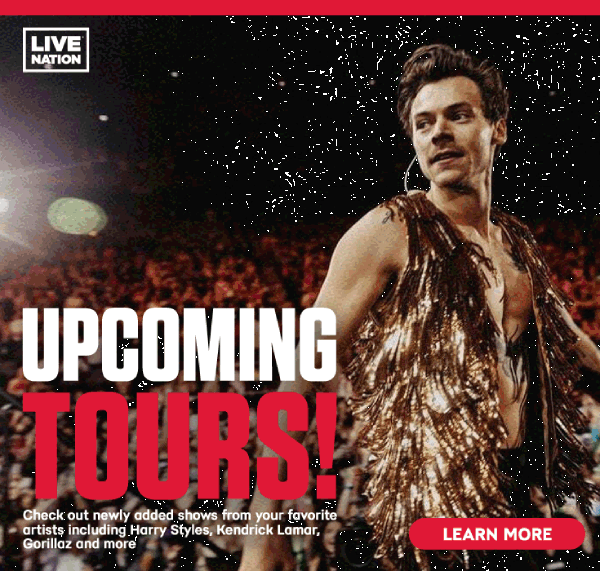 LIVE
NATION
UPCOMING
TOURS!
Check out newly added shows from your favorite
artists including Harry Styles, Kendrick Lamar,
Gorillaz and more
LEARN MORE